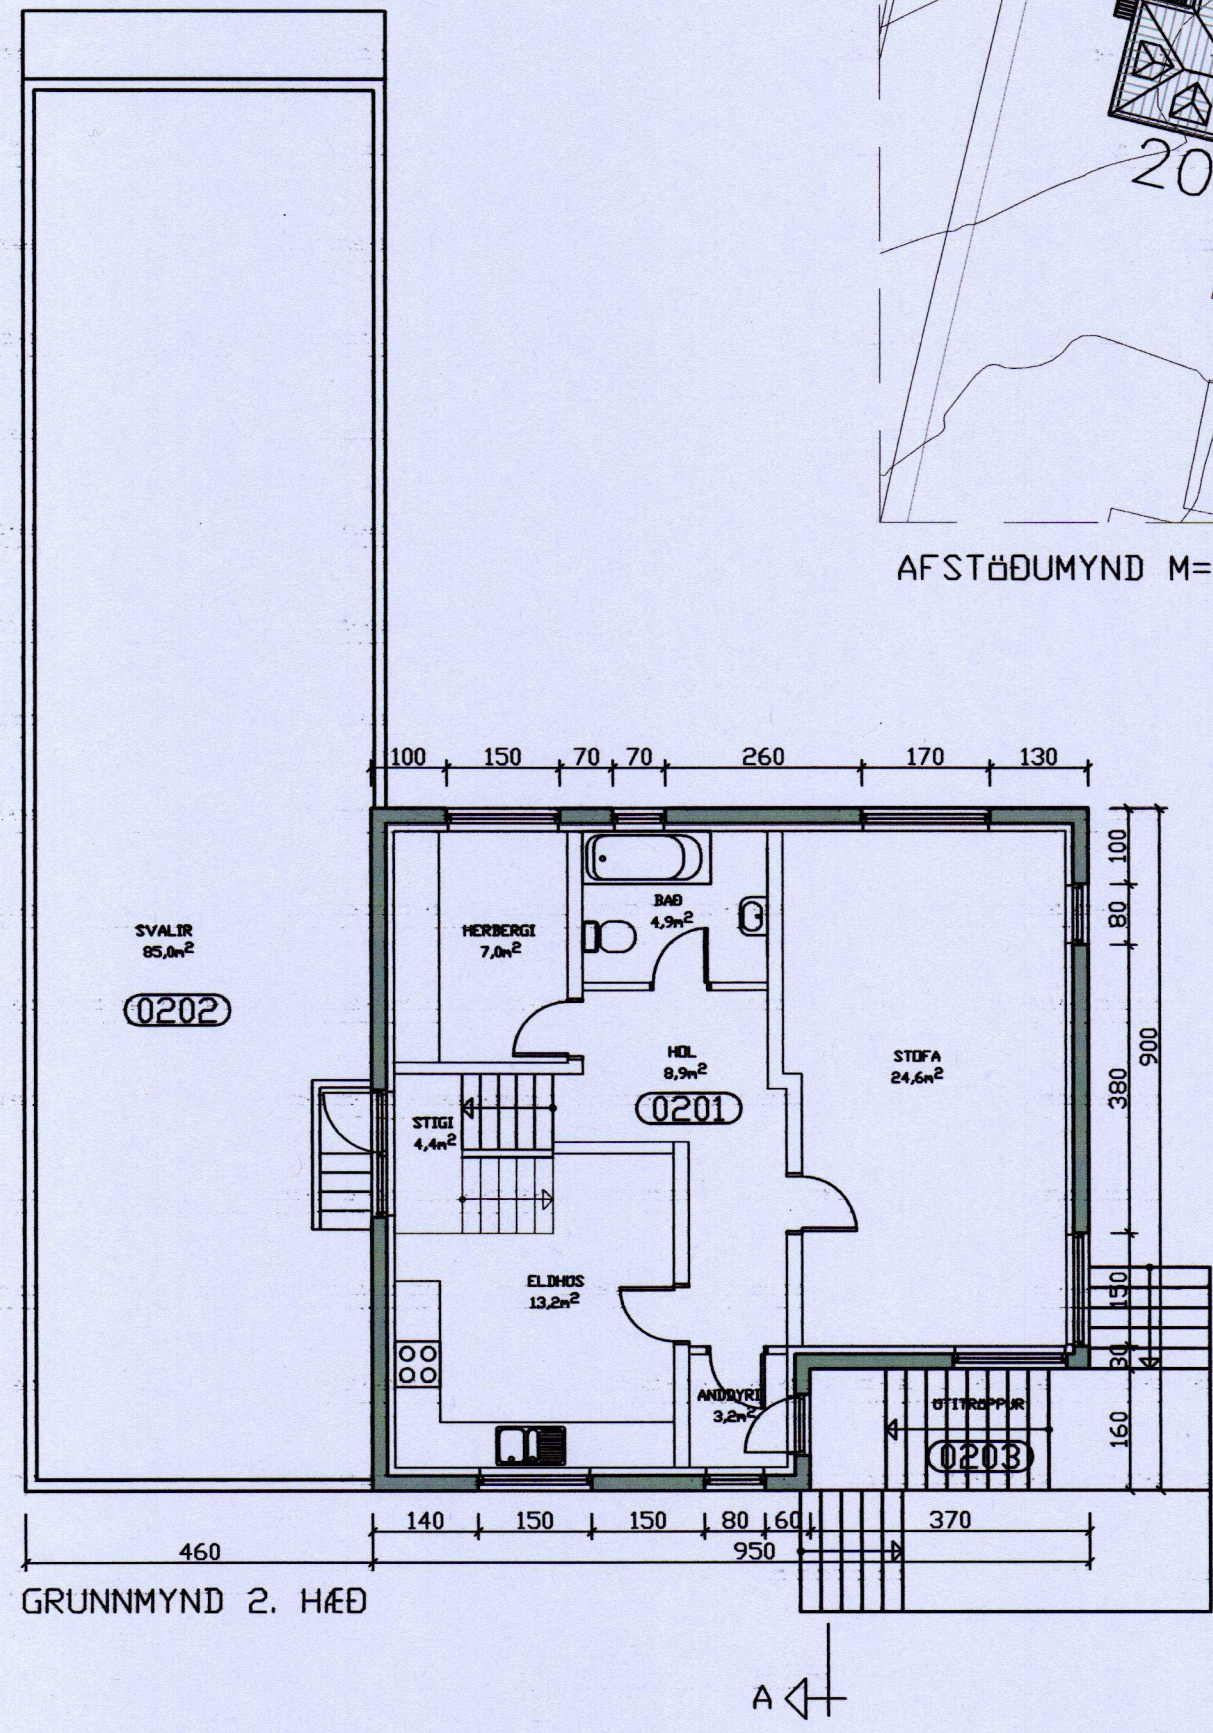 20
AFSTÖÐUMYND M=
100 150 70 70 260 170 130
100
80
380
900
150
30
160
SVALIR
85,0m²
0202
HERBERGI
7,0m²
BAÐ
4,9m²
HOL
8,9m²
0201
STOFA
24,6m²
STIGI
4,4m²
ELDHÚS
13,2m²
ANDDYRI
3,2m²
ÚTITRÖPPUR
0203
140 150 150 80 60 370
460 950
GRUNNMYND 2. HÆÐ
A